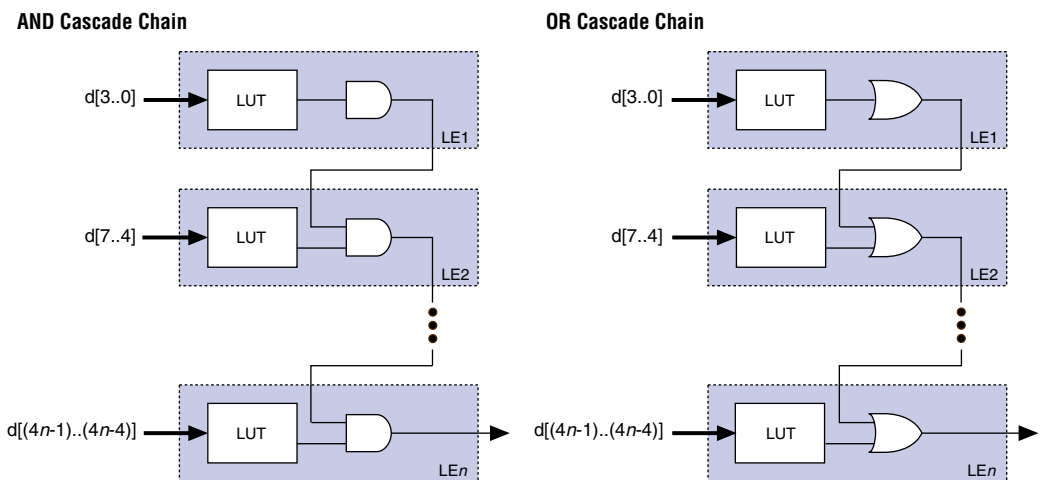 AND Cascade Chain
d[3..0]
LUT
LE1
d[7..4]
LUT
LE2
d[(4n-1)..(4n-4)]
LUT
LEn
OR Cascade Chain
d[3..0]
LUT
LE1
d[7..4]
LUT
LE2
d[(4n-1)..(4n-4)]
LUT
LEn